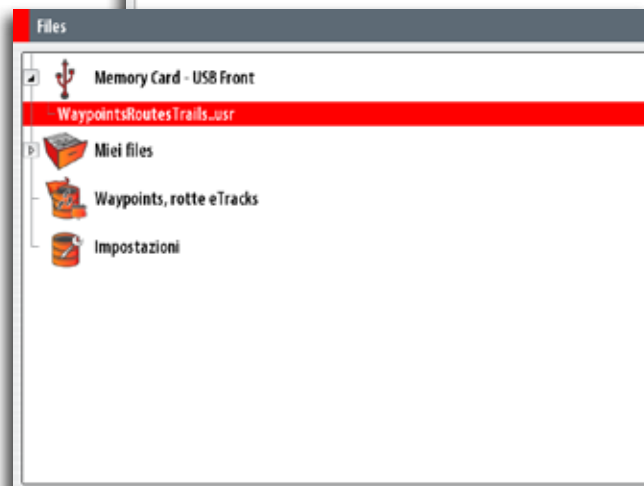 Files
Memory Card - USB Front
WaypointsRoutesTrails..usr
Miei files
Waypoints, rotte eTracks
Impostazioni